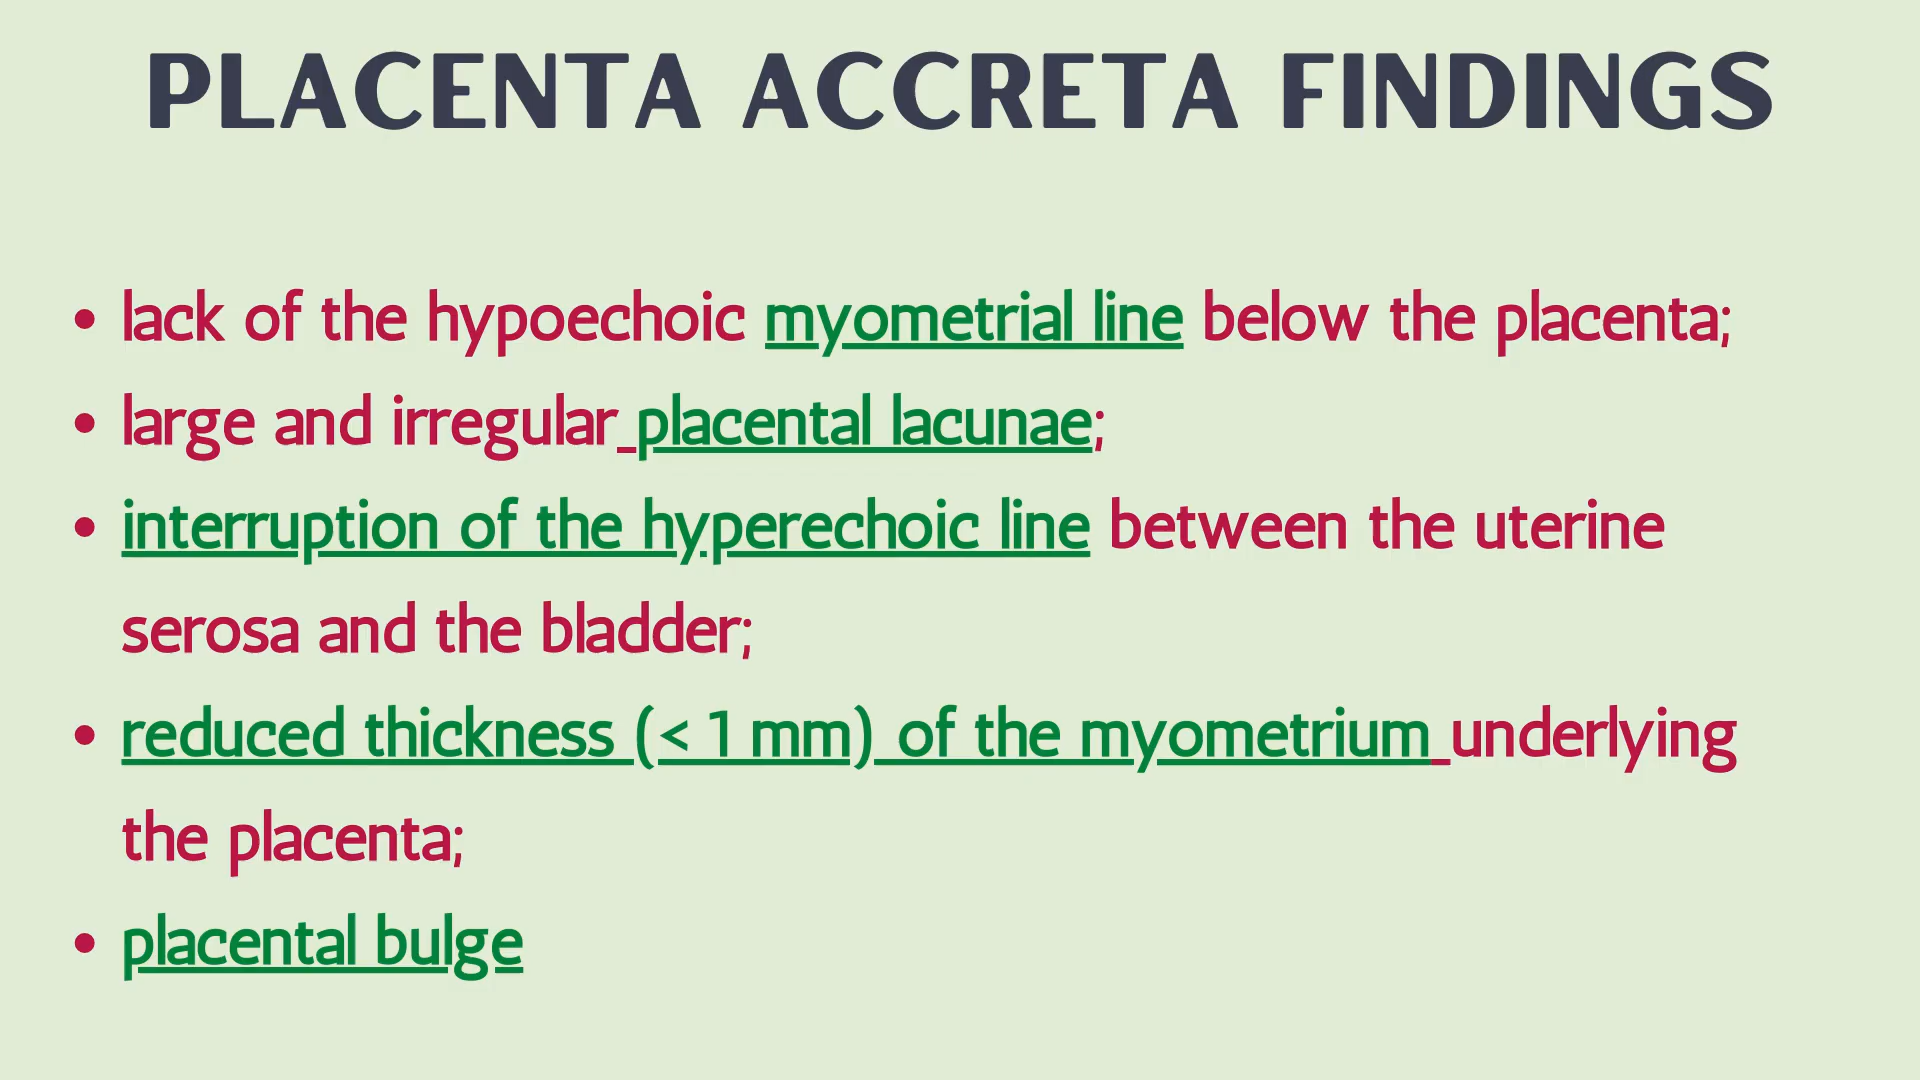 PLACENTA ACCRETA FINDINGS
• lack of the hypoechoic myometrial line below the placenta;
• large and irregular placental lacunae;
• interruption of the hyperechoic line between the uterine
serosa and the bladder;
• reduced thickness (< 1 mm) of the myometrium underlying
the placenta;
• placental bulge